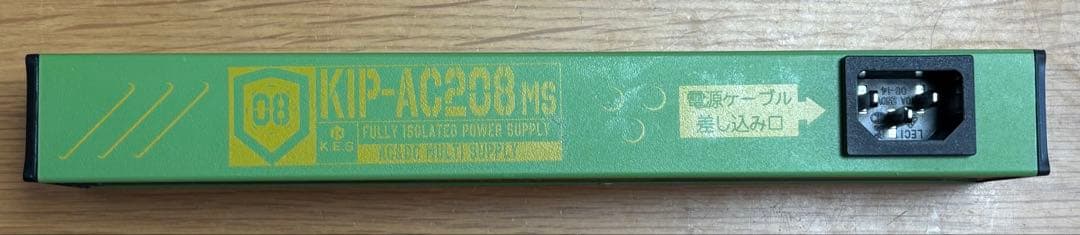 08
KIP-AC208 MS
K.E.S
FULLY ISOLATED POWER SUPPLY
AC&DC MULTI SUPPLY
電源ケーブル
差し込み口